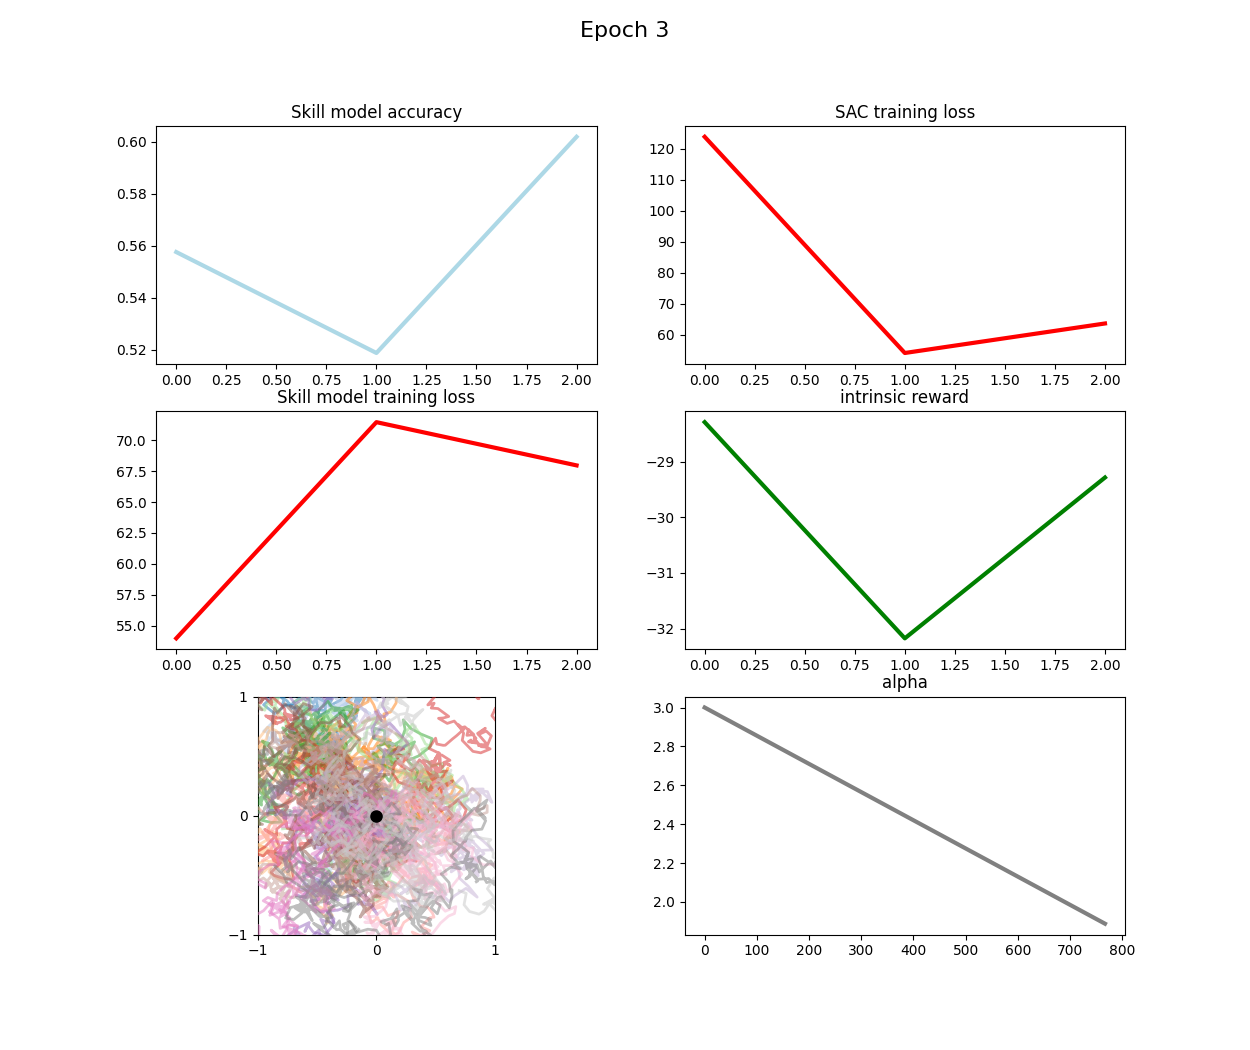 Epoch 3
Skill model accuracy
0.60
0.58
0.56
0.54
0.52
0.00 0.25 0.50 0.75 1.00 1.25 1.50 1.75 2.00
SAC training loss
120
110
100
90
80
70
60
0.00 0.25 0.50 0.75 1.00 1.25 1.50 1.75 2.00
Skill model training loss
70.0
67.5
65.0
62.5
60.0
57.5
55.0
0.00 0.25 0.50 0.75 1.00 1.25 1.50 1.75 2.00
intrinsic reward
−29
−30
−31
−32
0.00 0.25 0.50 0.75 1.00 1.25 1.50 1.75 2.00
1
0
−1
−1 0 1
alpha
3.0
2.8
2.6
2.4
2.2
2.0
0 100 200 300 400 500 600 700 800